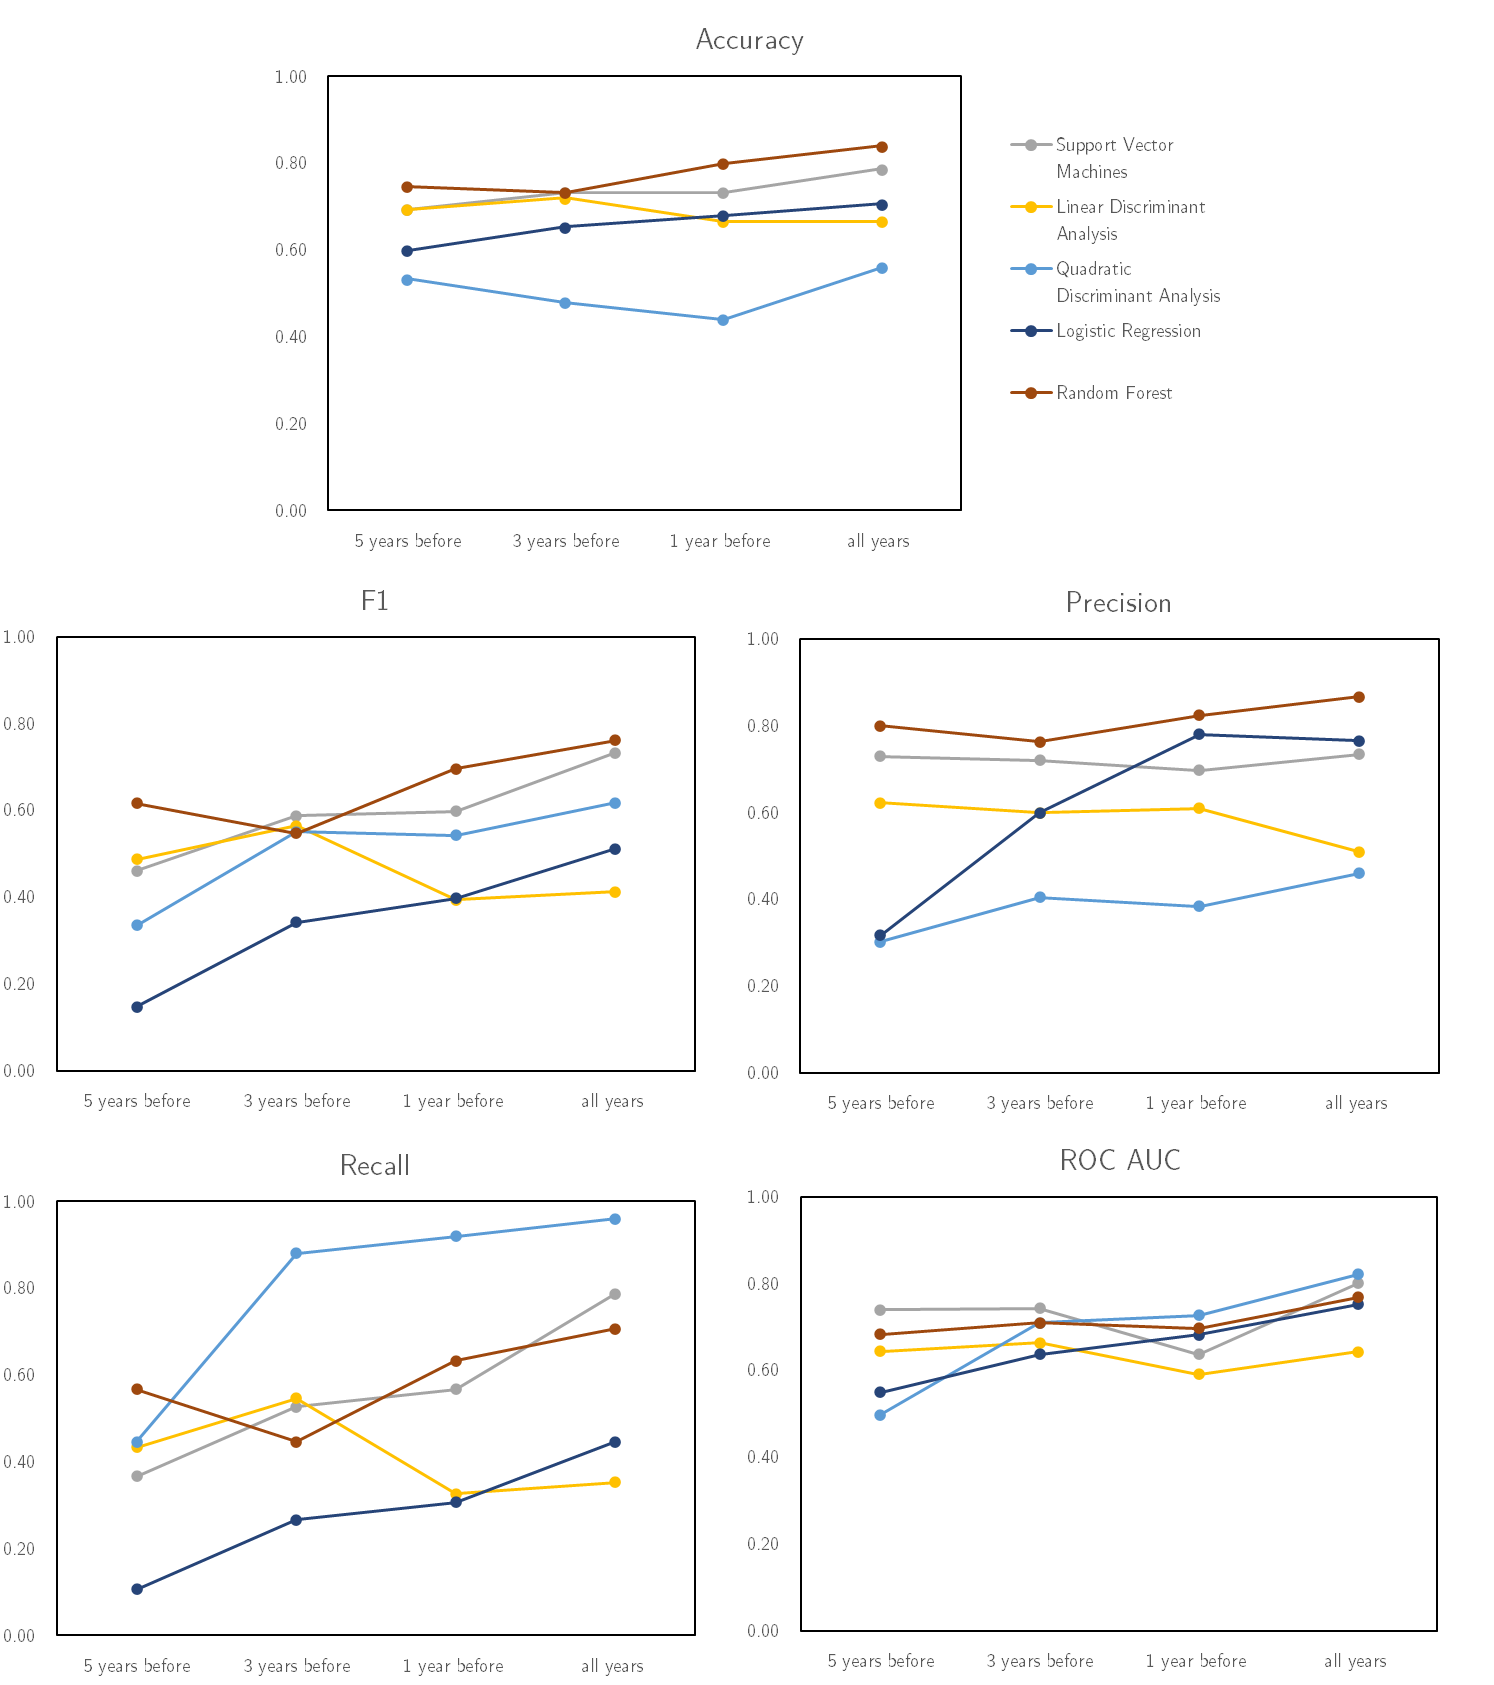 Accuracy
1.00
0.80
0.60
0.40
0.20
0.00
5 years before
3 years before
1 year before
all years
Support Vector
Machines
Linear Discriminant
Analysis
Quadratic
Discriminant Analysis
Logistic Regression
Random Forest
F1
1.00
0.80
0.60
0.40
0.20
0.00
5 years before
3 years before
1 year before
all years
Precision
1.00
0.80
0.60
0.40
0.20
0.00
5 years before
3 years before
1 year before
all years
Recall
1.00
0.80
0.60
0.40
0.20
0.00
5 years before
3 years before
1 year before
all years
ROC AUC
1.00
0.80
0.60
0.40
0.20
0.00
5 years before
3 years before
1 year before
all years